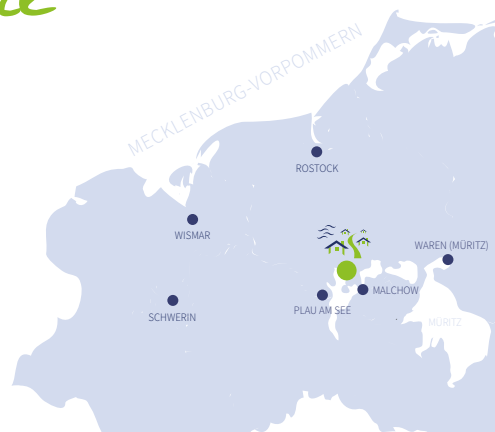 MECKLENBURG-VORPOMMERN
ROSTOCK
WISMAR
WAREN (MÜRITZ)
MALCHOW
PLAU AM SEE
SCHWERIN
MÜRITZ